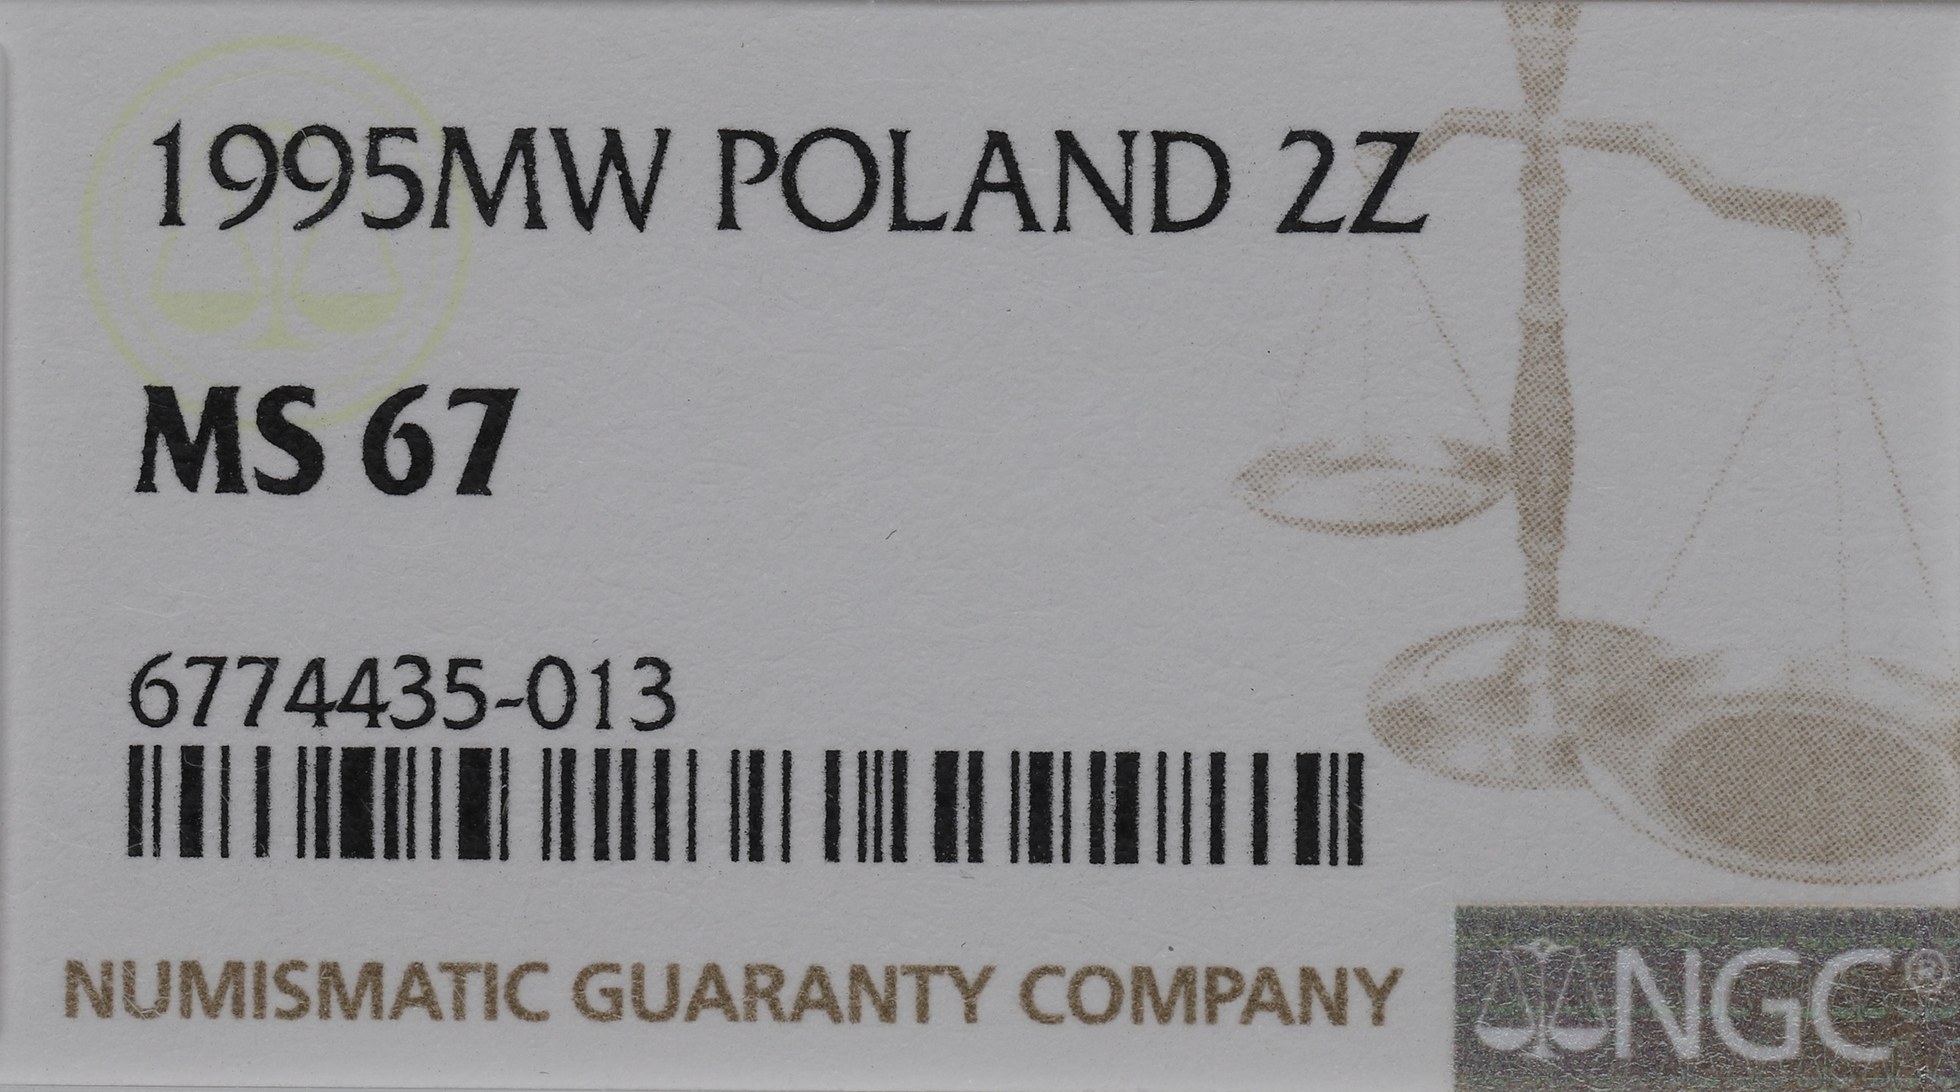 1995MW POLAND 2Z
MS 67
6774435-013
NUMISMATIC GUARANTY COMPANY
NGC®